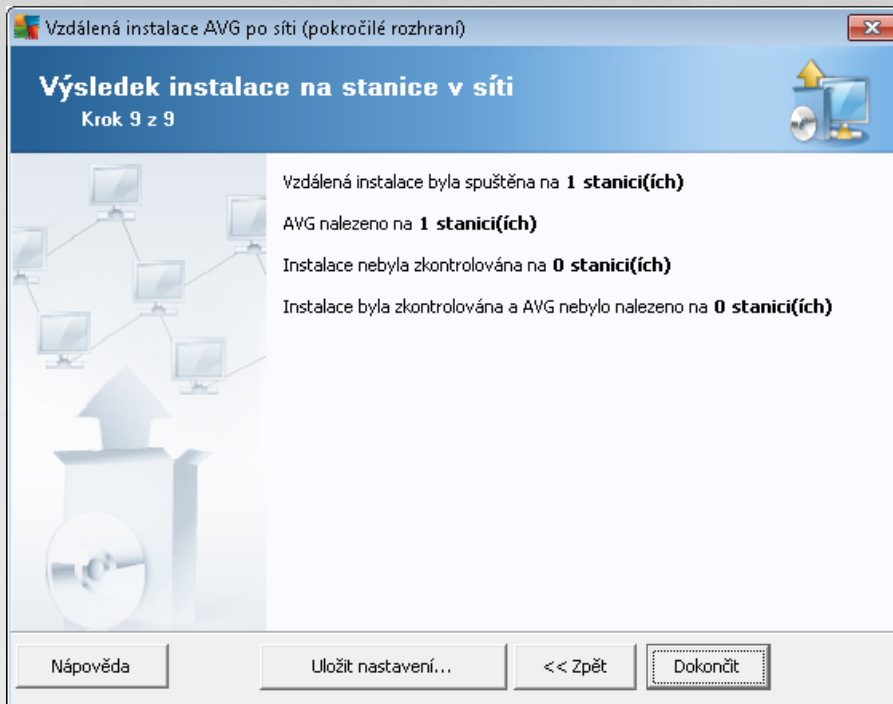 Vzdálená instalace AVG po síti (pokročilé rozhraní)
Výsledek instalace na stanice v síti
Krok 9 z 9
Vzdálená instalace byla spuštěna na 1 stanici(ích)
AVG nalezeno na 1 stanici(ích)
Instalace nebyla zkontrolována na 0 stanici(ích)
Instalace byla zkontrolována a AVG nebylo nalezeno na 0 stanici(ích)
Nápověda
Uložit nastavení...
<< Zpět
Dokončit